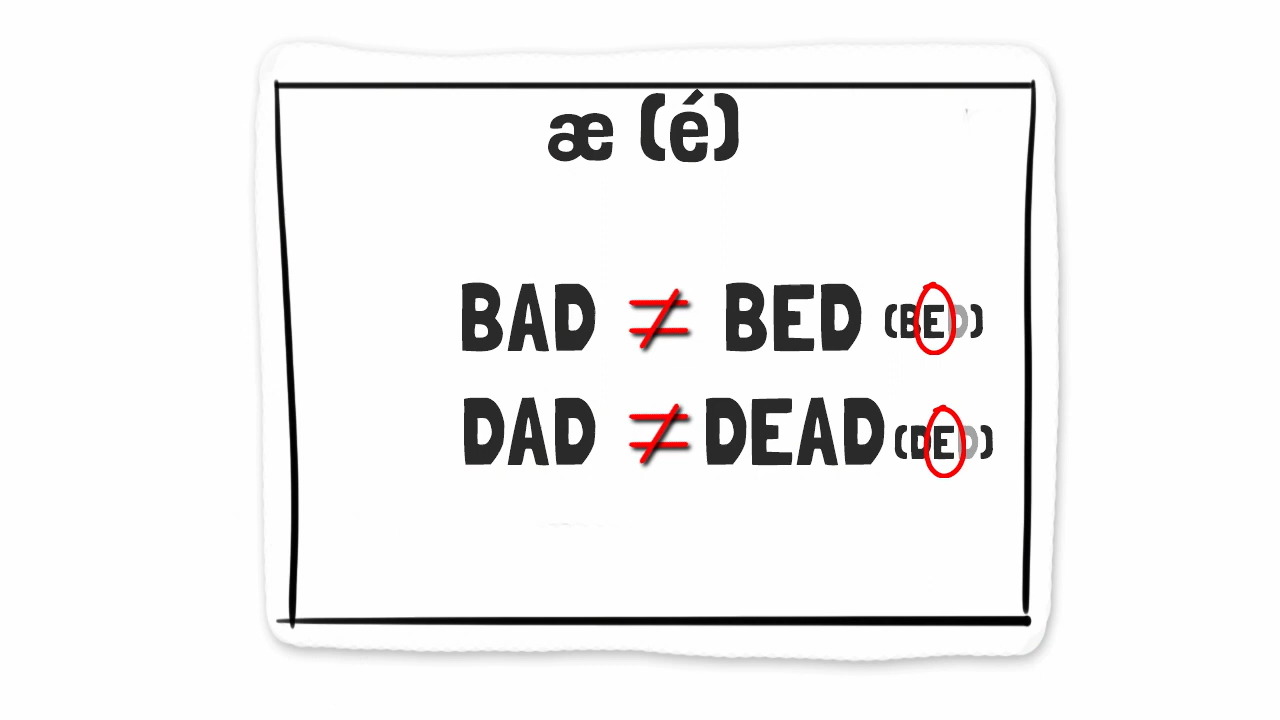 æ (é)
BAD ≠ BED (BED)
DAD ≠ DEAD (DED)